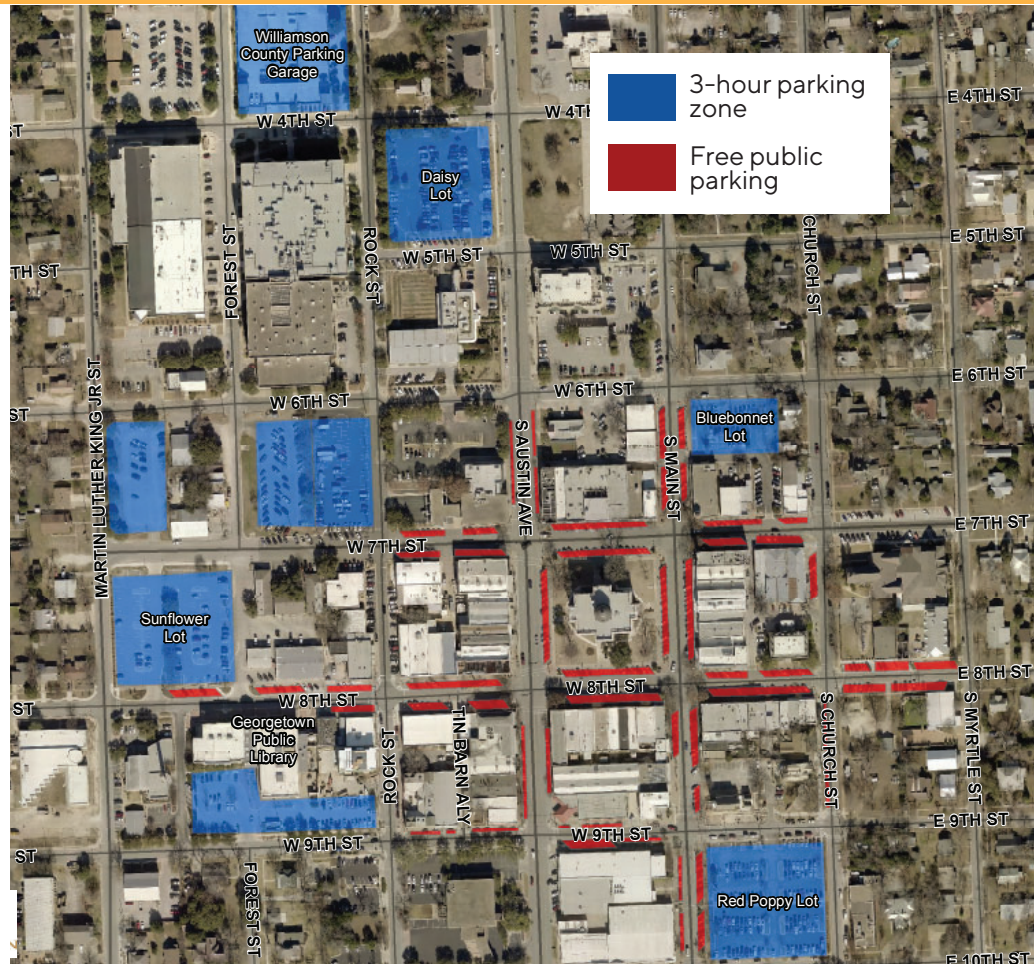 Williamson
County Parking
Garage
3-hour parking
zone
Free public
parking
W 4TH ST
W 4T
E 4TH ST
ST
Daisy
Lot
FOREST ST
ROCK ST
W 5TH ST
W 5TH ST
CHURCH ST
E 5TH ST
TH ST
MARTIN LUTHER KING JR ST.
W 6TH ST
W 6TH ST
E 6TH ST
ST
S AUSTIN AVE
S MAIN ST
Bluebonnet
Lot
W 7TH ST
E 7TH ST
Sunflower
Lot
W 8TH ST
W 8TH ST
E 8TH ST
ST
Georgetown
Public
Library
ROCK ST
TIN BARN ALY
S CHURCH ST
S MYRTLE ST
W 9TH ST
W 9TH ST
E 9TH ST
ST
FOREST ST
Red Poppy Lot
E 10TH ST